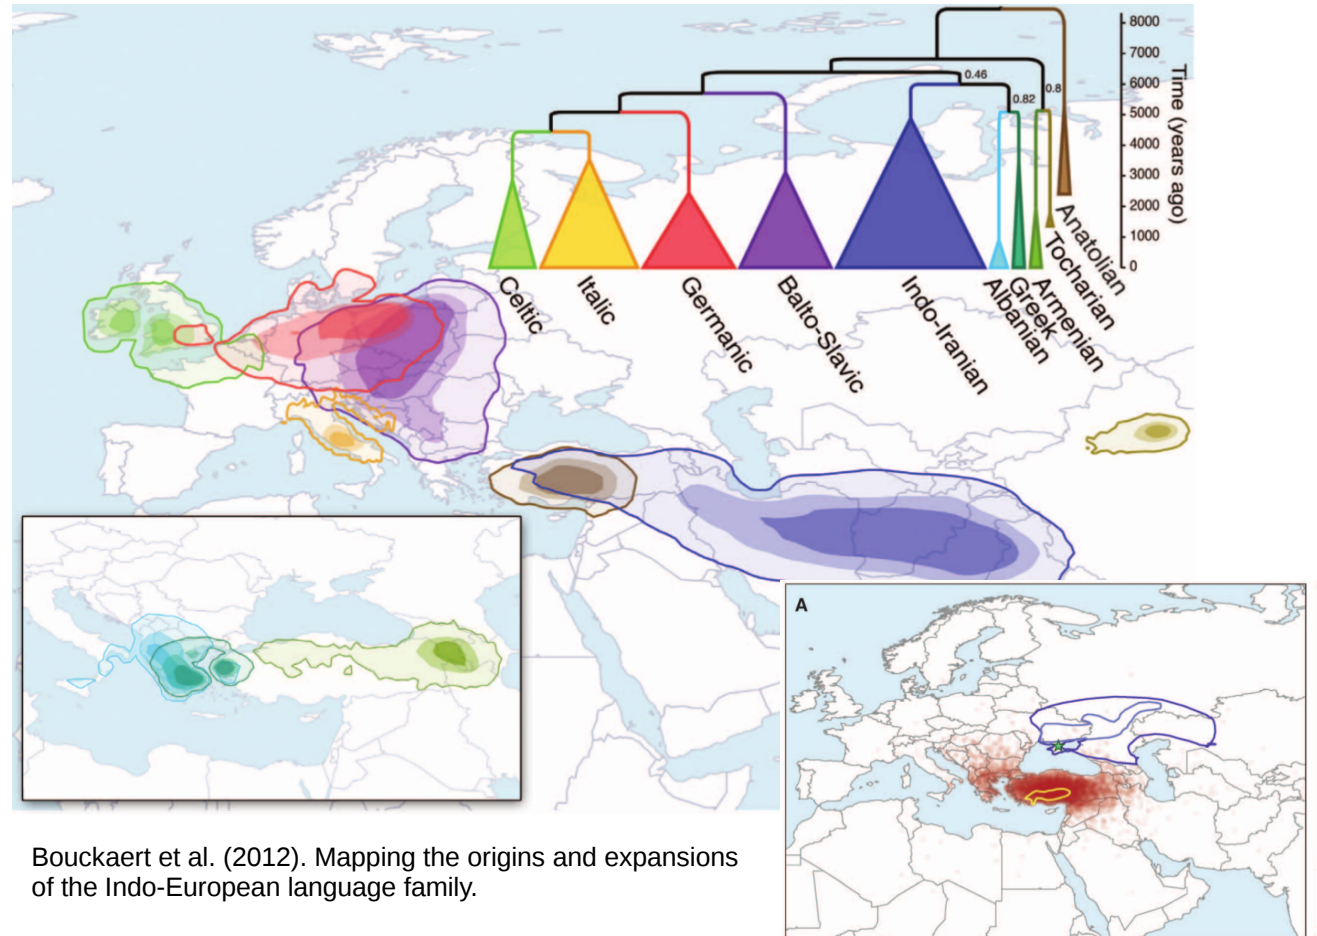 8000
7000
6000
5000
4000
3000
2000
1000
0
Time (years ago)
0.46
0.82
0.8
Celtic
Italic
Germanic
Balto-Slavic
Indo-Iranian
Albanian
Greek
Armenian
Tocharian
Anatolian
A
Bouckaert et al. (2012). Mapping the origins and expansions
of the Indo-European language family.